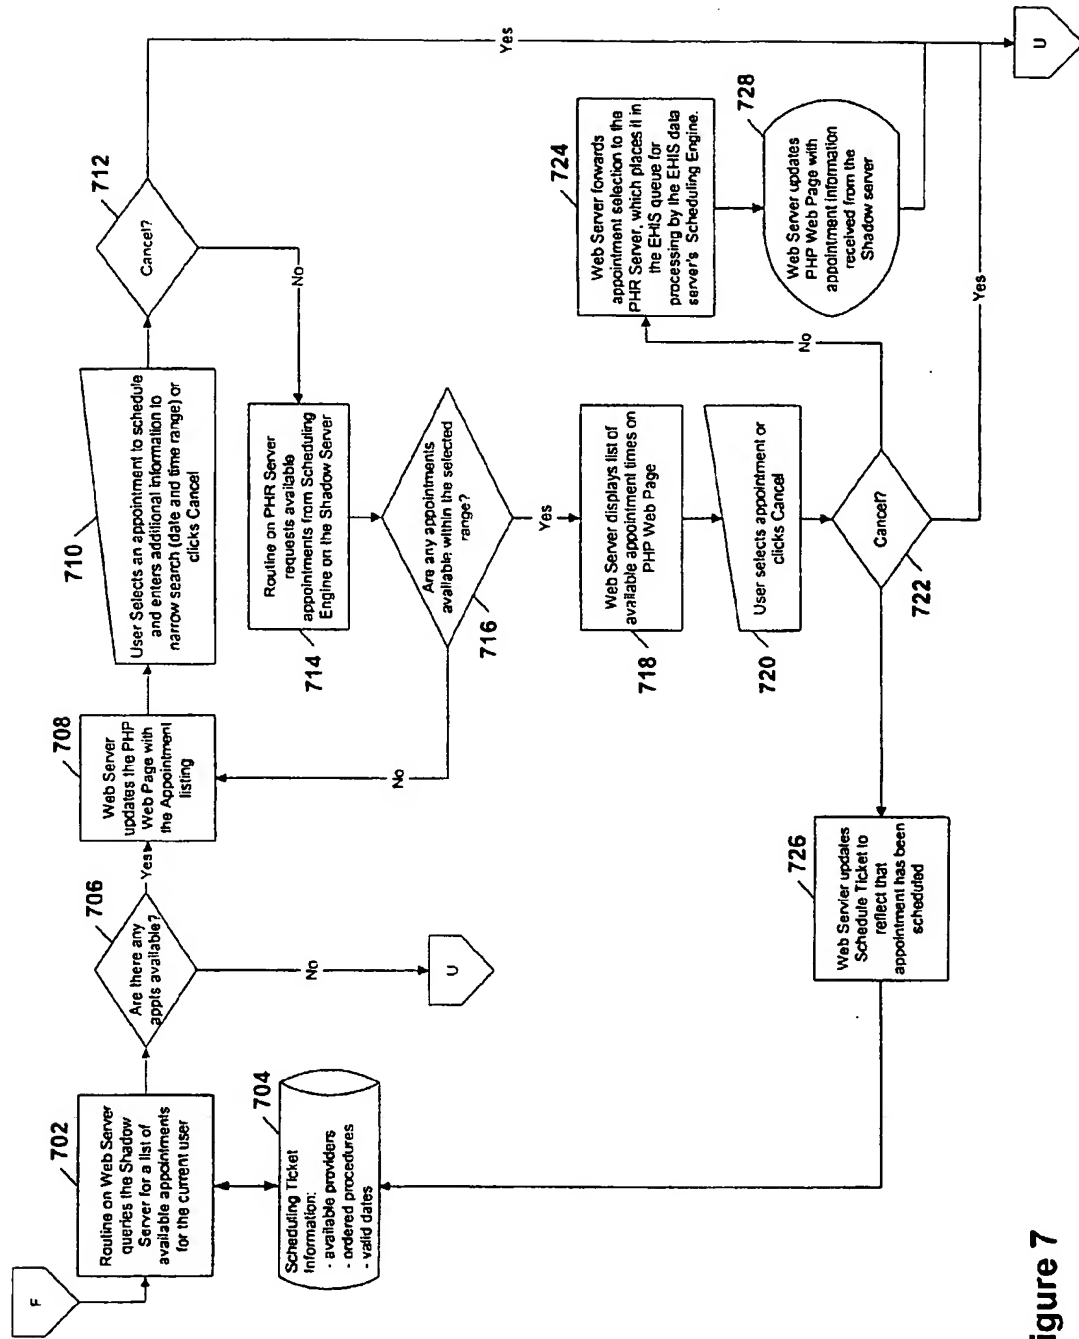 F
702
Routine on Web Server
queries the Shadow
Server for a list of
available appointments
for the current user
704
Scheduling Ticket
Information:
- available providers
- ordered procedures
- valid dates
706
Are there any
appts available?
Yes
No
U
708
Web Server
updates the PHP
Web Page with
the Appointment
listing
710
User Selects an appointment to schedule
and enters additional information to
narrow search (date and time range) or
clicks Cancel
712
Cancel?
Yes
No
714
Routine on PHR Server
requests available
appointments from Scheduling
Engine on the Shadow Server
716
Are any appointments
available within the selected
range?
No
Yes
718
Web Server displays list of
available appointment times on
PHP Web Page
720
User selects appointment or
clicks Cancel
722
Cancel?
No
Yes
724
Web Server forwards
appointment selection to the
PHR Server, which places it in
the EHIS queue for
processing by the EHIS data
server's Scheduling Engine.
728
Web Server updates
PHP Web Page with
appointment information
received from the
Shadow server
726
Web Servier updates
Schedule Ticket to
reflect that
appointment has been
scheduled
U
igure 7